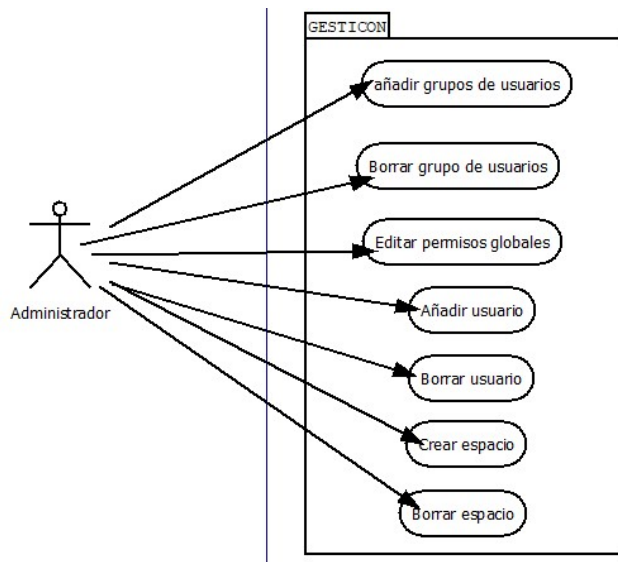 GESTICON
añadir grupos de usuarios
Borrar grupo de usuarios
Editar permisos globales
Administrador
Añadir usuario
Borrar usuario
Crear espacio
Borrar espacio